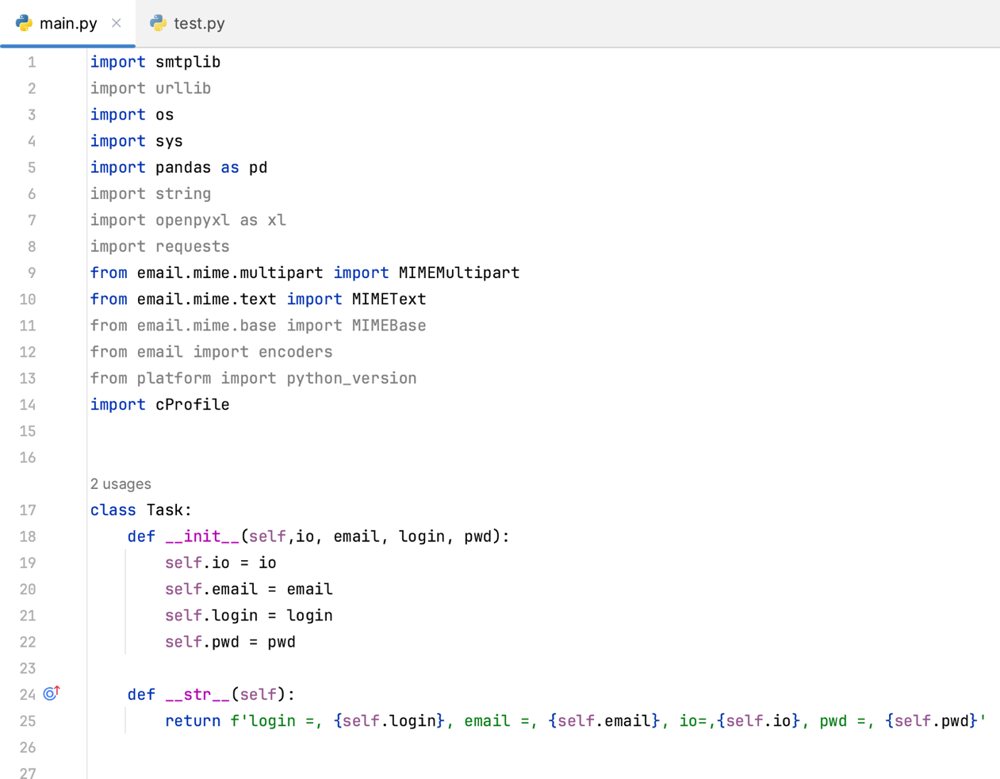 main.py test.py
1 import smtplib
2 import urllib
3 import os
4 import sys
5 import pandas as pd
6 import string
7 import openpyxl as xl
8 import requests
9 from email.mime.multipart import MIMEMultipart
10 from email.mime.text import MIMEText
11 from email.mime.base import MIMEBase
12 from email import encoders
13 from platform import python_version
14 import cProfile
15
16
2 usages
17 class Task:
18     def __init__(self,io, email, login, pwd):
19         self.io = io
20         self.email = email
21         self.login = login
22         self.pwd = pwd
23
24     def __str__(self):
25         return f'login =, {self.login}, email =, {self.email}, io=,{self.io}, pwd =, {self.pwd}'
26
27